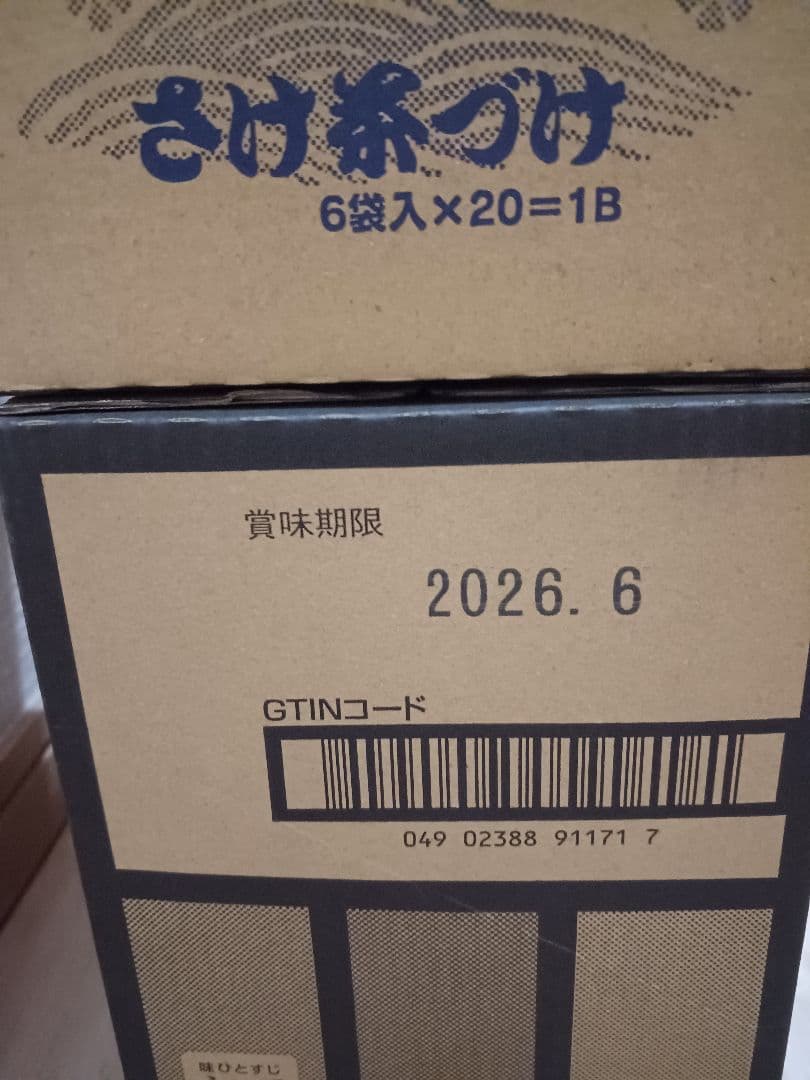 さけ茶づけ
6袋入×20=1B
賞味期限
2026. 6
GTINコード
049 02388 91171 7
味ひとすじ